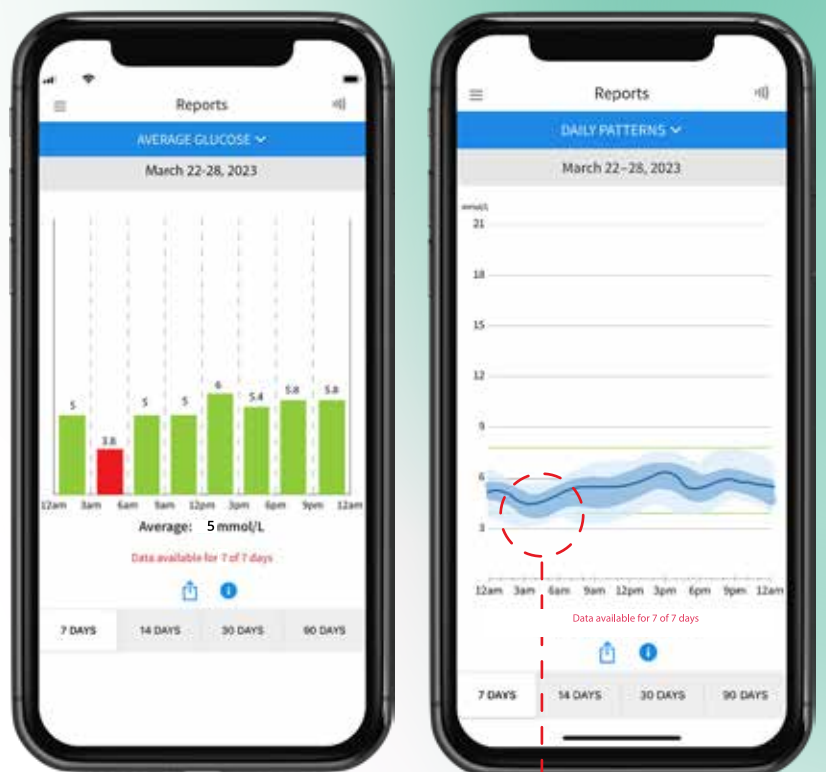 Reports
AVERAGE GLUCOSE
March 22-28, 2023
5
3.8
5
5
6
5.4
5.8
5.8
12am 3am 6am 9am 12pm 3pm 6pm 9pm 12am
Average: 5 mmol/L
Data available for 7 of 7 days
7 DAYS 14 DAYS 30 DAYS 90 DAYS
Reports
DAILY PATTERNS
March 22–28, 2023
mmol/L
21
18
15
12
9
6
3
12am 3am 6am 9am 12pm 3pm 6pm 9pm 12am
Data available for 7 of 7 days
7 DAYS 14 DAYS 30 DAYS 90 DAYS